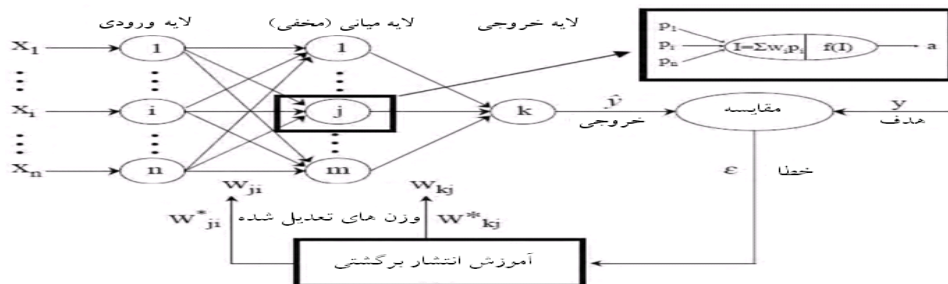 لایه ورودی
لایه میانی (مخفی)
لایه خروجی
x1
xi
xn
1
i
n
1
j
m
k
p1
pi
pn
I=Σwipi
f(I)
a
ŷ
خروجی
مقایسه
y
هدف
ε
خطا
wji
wkj
W*ji
وزن های تعدیل شده
W*kj
آموزش انتشار برگشتی